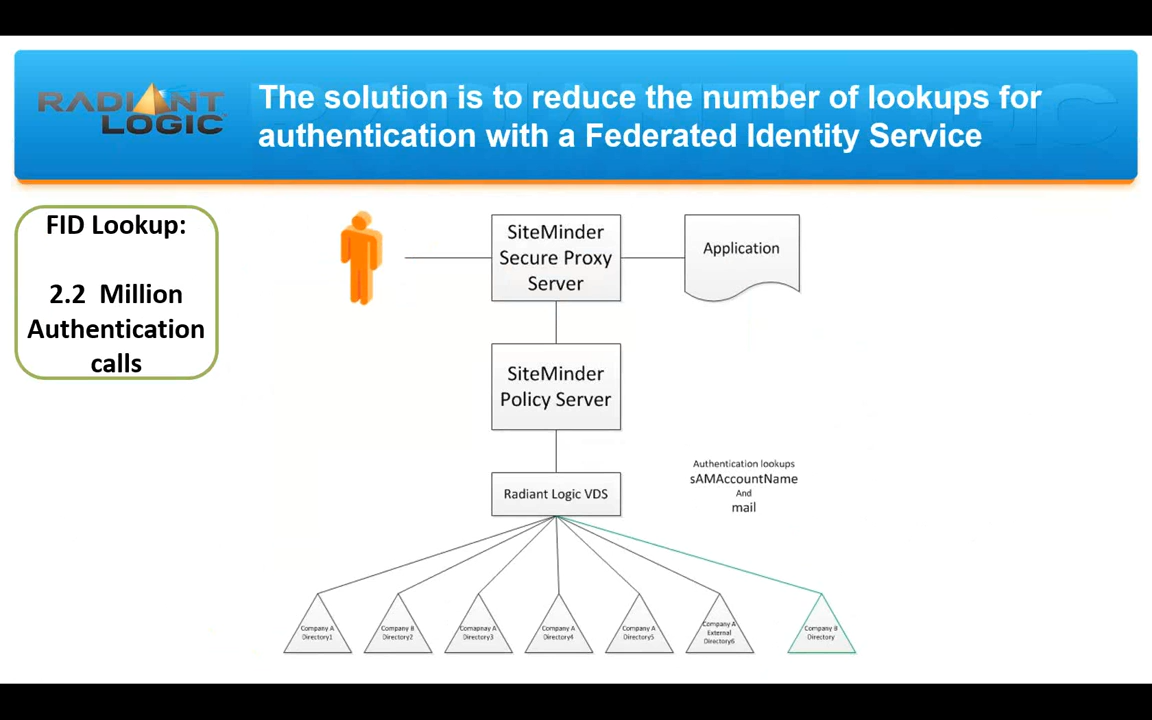 RADIANT
LOGIC
The solution is to reduce the number of lookups for
authentication with a Federated Identity Service
FID Lookup:
2.2 Million
Authentication
calls
SiteMinder
Secure Proxy
Server
Application
SiteMinder
Policy Server
Radiant Logic VDS
Authentication lookups
sAMAccountName
And
mail
Company A
Directory1
Company B
Directory2
Comapnay A
Directory3
Company A
Directory4
Company A
Directory5
Company A
External
Directory6
Company B
Directory